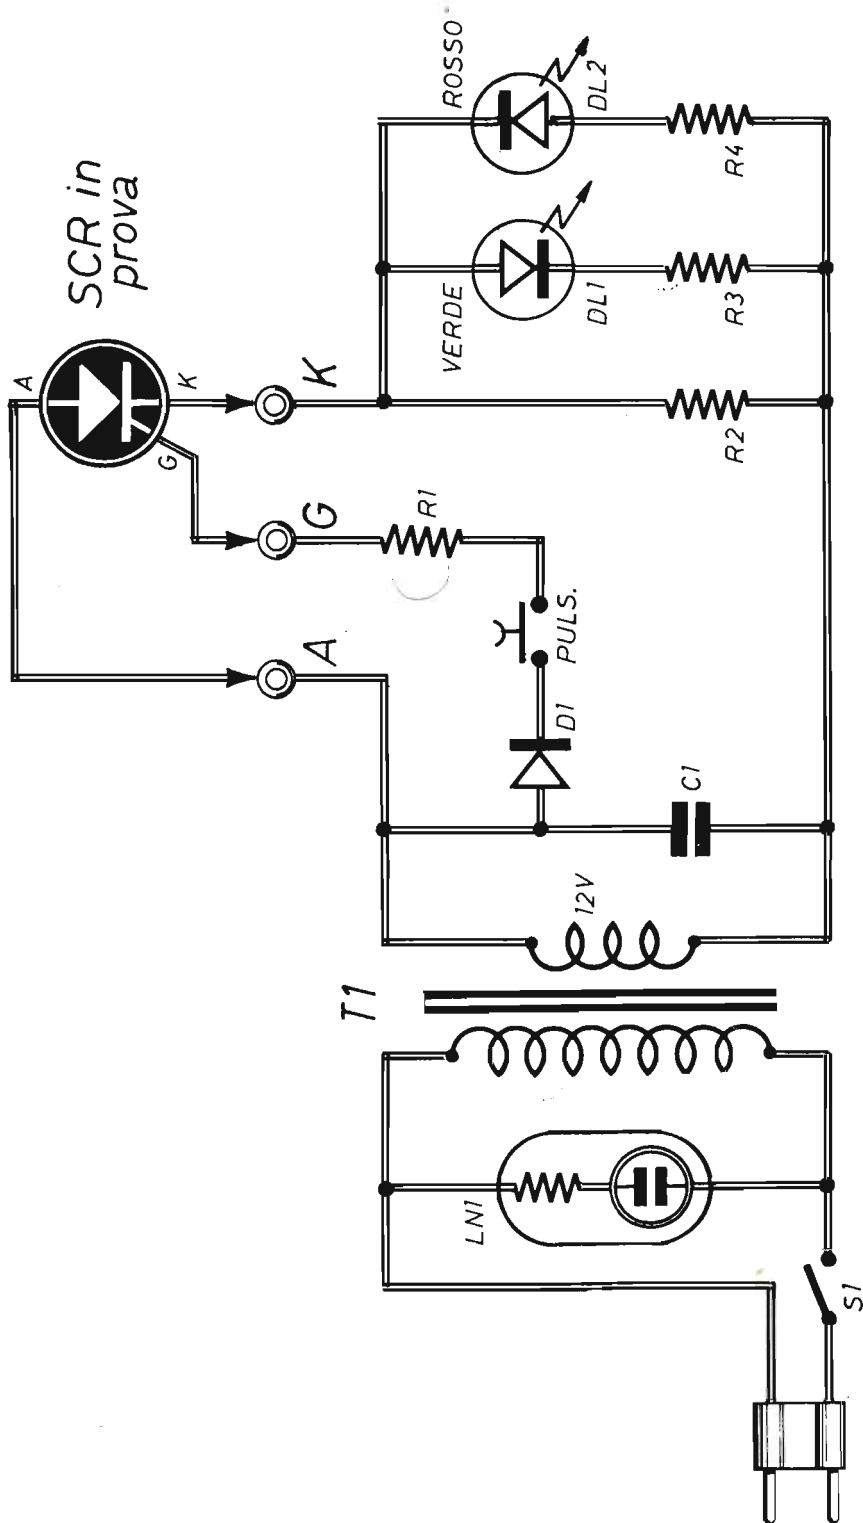 SCR in
prova
A
K
G
A
G
K
ROSSO
DL2
VERDE
DL1
R4
R3
R2
R1
PULS.
D1
C1
12V
T1
LN1
S1